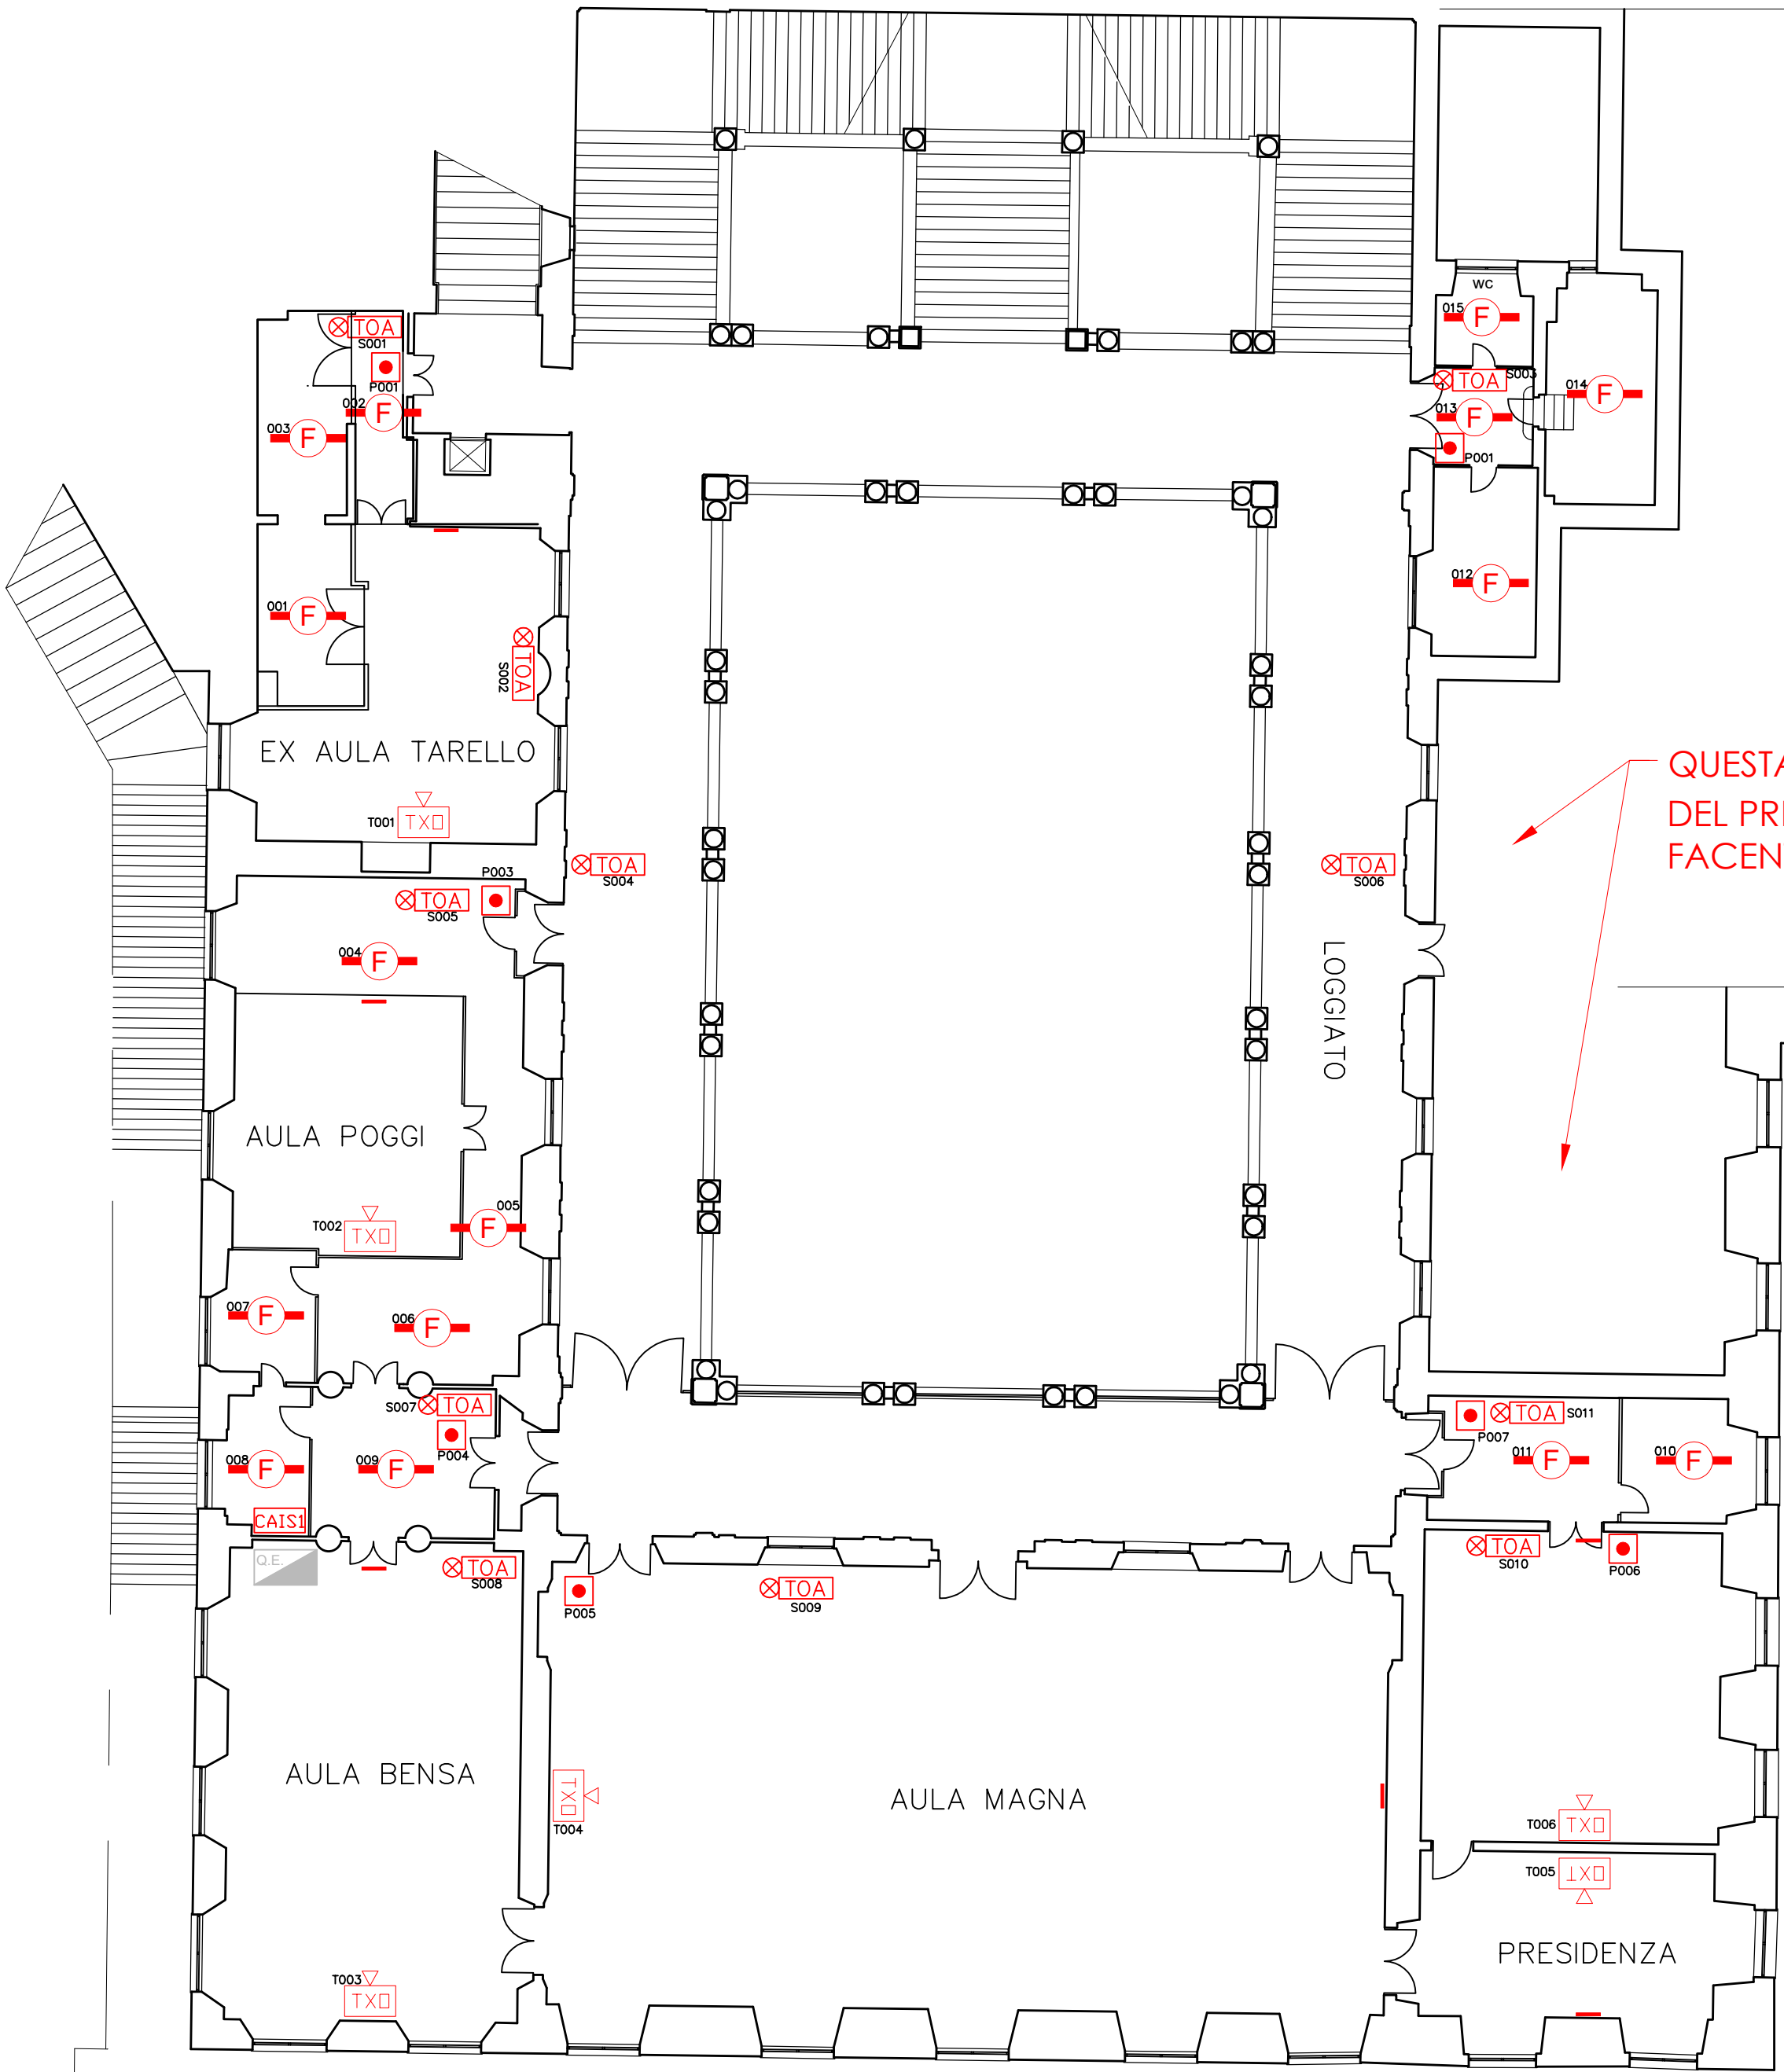 WC
015
F
TOA
S001
P001
002
F
003
F
TOA
S003
013
F
014
F
P001
012
F
001
F
TOA
S002
EX AULA TARELLO
T001
TX
QUESTA
DEL PR
FACEN
TOA
S004
TOA
S006
P003
TOA
S005
004
F
LOGGIATO
AULA POGGI
005
F
T002
TX
007
F
006
F
S007
TOA
P004
008
F
009
F
CAIS1
TOA
S011
P007
011
F
010
F
Q.E.
TOA
S008
P005
TOA
S009
TOA
S010
P006
AULA BENSA
TX
T004
AULA MAGNA
T006
TX
T005
TX
PRESIDENZA
T003
TX